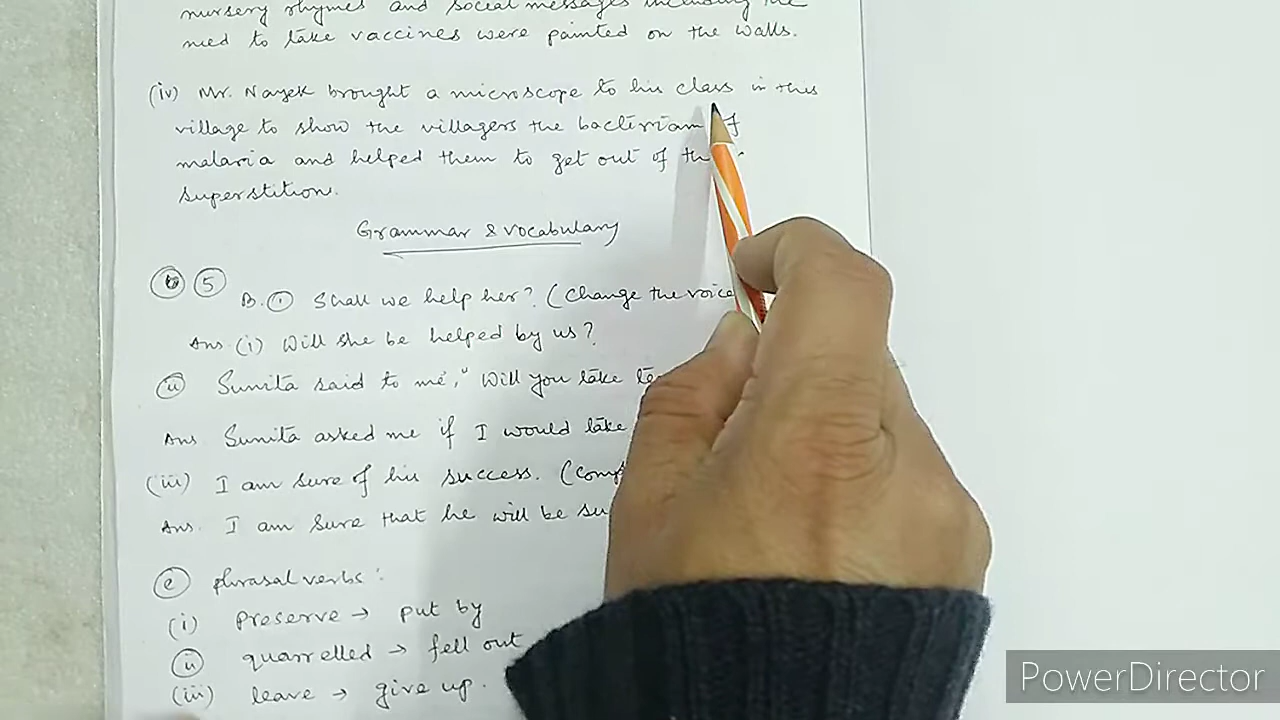 nursery rhymes and social messages including the
need to take vaccines were painted on the walls.
(iv) Mr. Nayek brought a microscope to his class in this
village to show the villagers the bacteriam of
malaria and helped them to get out of
superstition.
Grammar & vocabulary
5
B. (i) Shall we help her? (Change the voice
Ans. (i) Will she be helped by us?
(ii) Sunita said to me, "Will you take
Ans. Sunita asked me if I would take
(iii) I am sure of his success.
Ans. I am sure that he will be
(c) phrasal verbs:
(i) preserve → put by
(ii) quarrelled → fell out
(iii) leave → give up.
PowerDirector